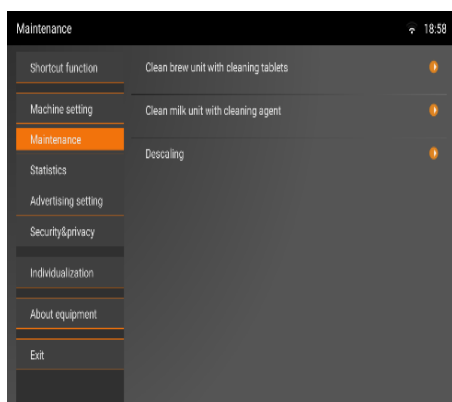 Maintenance 18:58
Shortcut function
Clean brew unit with cleaning tablets
Machine setting
Clean milk unit with cleaning agent
Maintenance
Descaling
Statistics
Advertising setting
Security&privacy
Individualization
About equipment
Exit